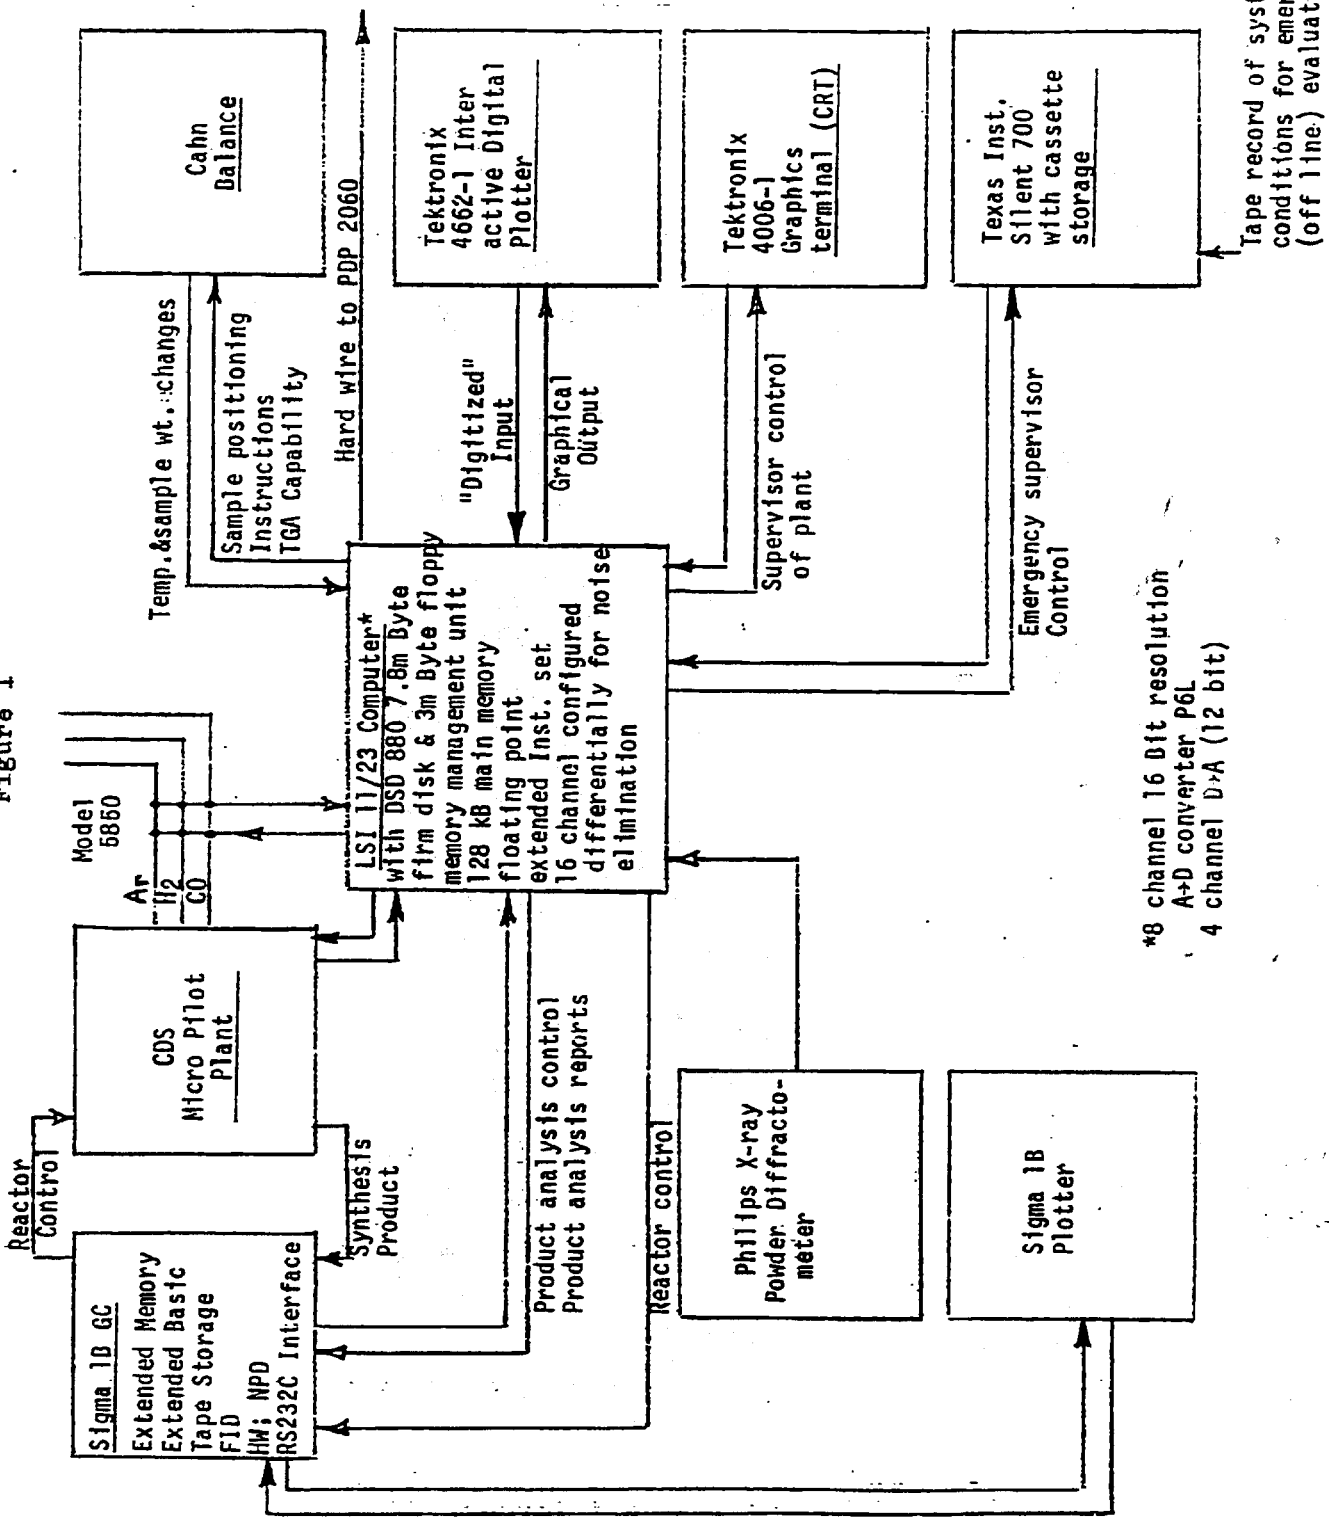 Figure 1
Reactor
Control
Sigma 1B GC
Extended Memory
Extended Basic
Tape Storage
FID
HW; NPD
RS232C Interface
CDS
Micro Pilot
Plant
Synthesis
Product
Model
5850
Ar
H2
CO
Product analysis control
Product analysis reports
Reactor control
LSI 11/23 Computer*
with DSD 880 7.8m Byte
firm disk & 3m Byte floppy
memory management unit
128 kB main memory
floating point
extended Inst. set
16 channel configured
differentially for noise
elimination
Temp.&sample wt.changes
Sample positioning
Instructions
TGA Capability
Cahn
Balance
Hard wire to PDP 2060
"Digitized"
Input
Graphical
Output
Tektronix
4662-1 Inter
active Digital
Plotter
Supervisor control
of plant
Tektronix
4006-1
Graphics
terminal (CRT)
Emergency supervisor
Control
Texas Inst.
Silent 700
with cassette
storage
Tape record of syst
conditions for emer
(off line) evaluat
Philips X-ray
Powder Diffracto-
meter
Sigma 1B
Plotter
*8 channel 16 Bit resolution
A→D converter P6L
4 channel D→A (12 bit)